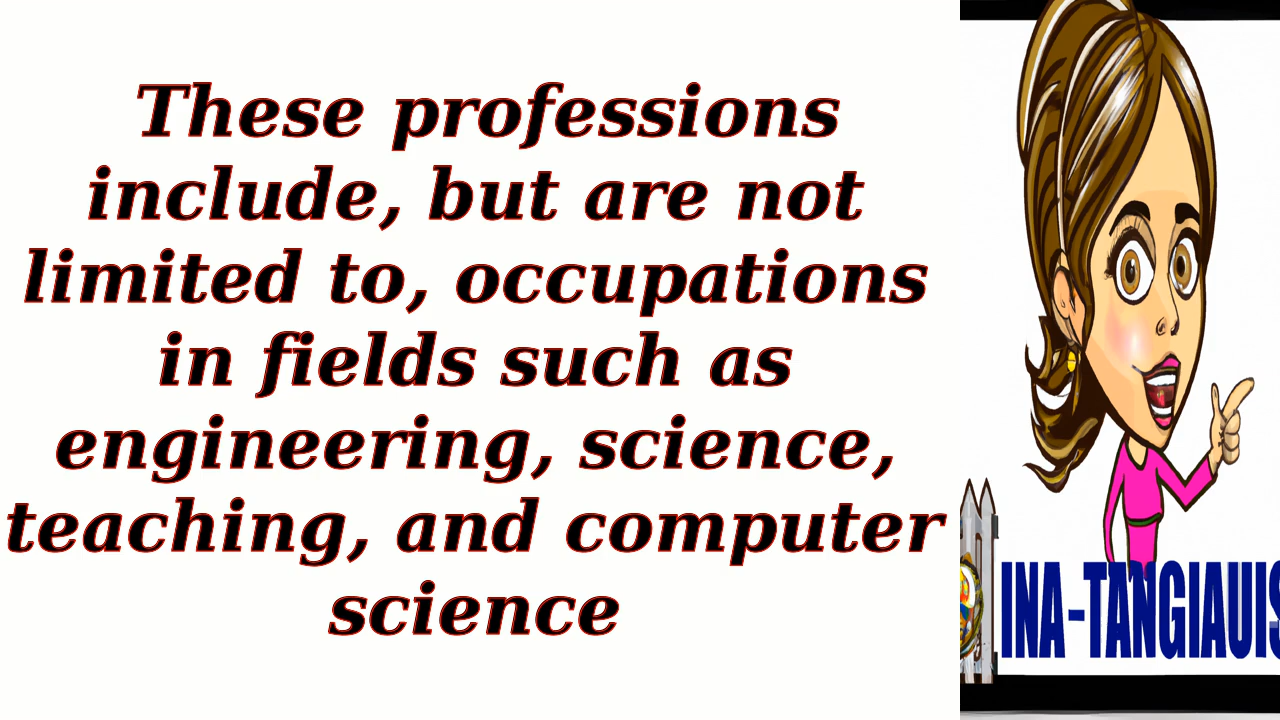 These professions
include, but are not
limited to, occupations
in fields such as
engineering, science,
teaching, and computer
science
INA-TANGIAUIS